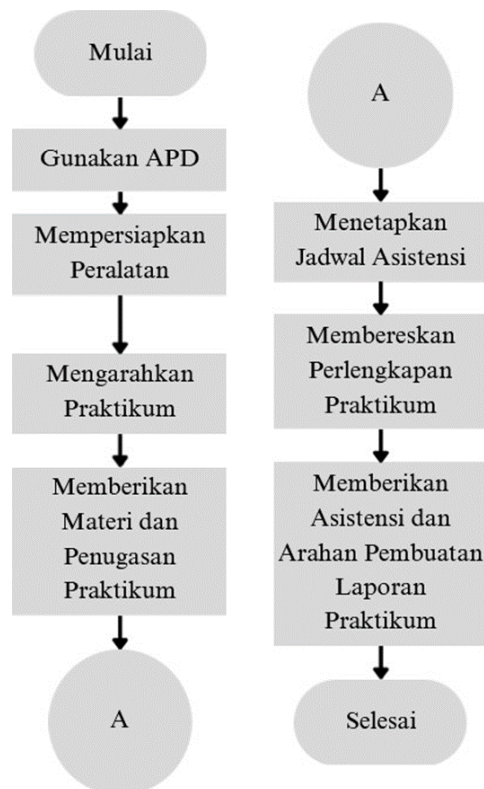 Mulai
Gunakan APD
Mempersiapkan
Peralatan
Mengarahkan
Praktikum
Memberikan
Materi dan
Penugasan
Praktikum
A
A
Menetapkan
Jadwal Asistensi
Membereskan
Perlengkapan
Praktikum
Memberikan
Asistensi dan
Arahan Pembuatan
Laporan
Praktikum
Selesai